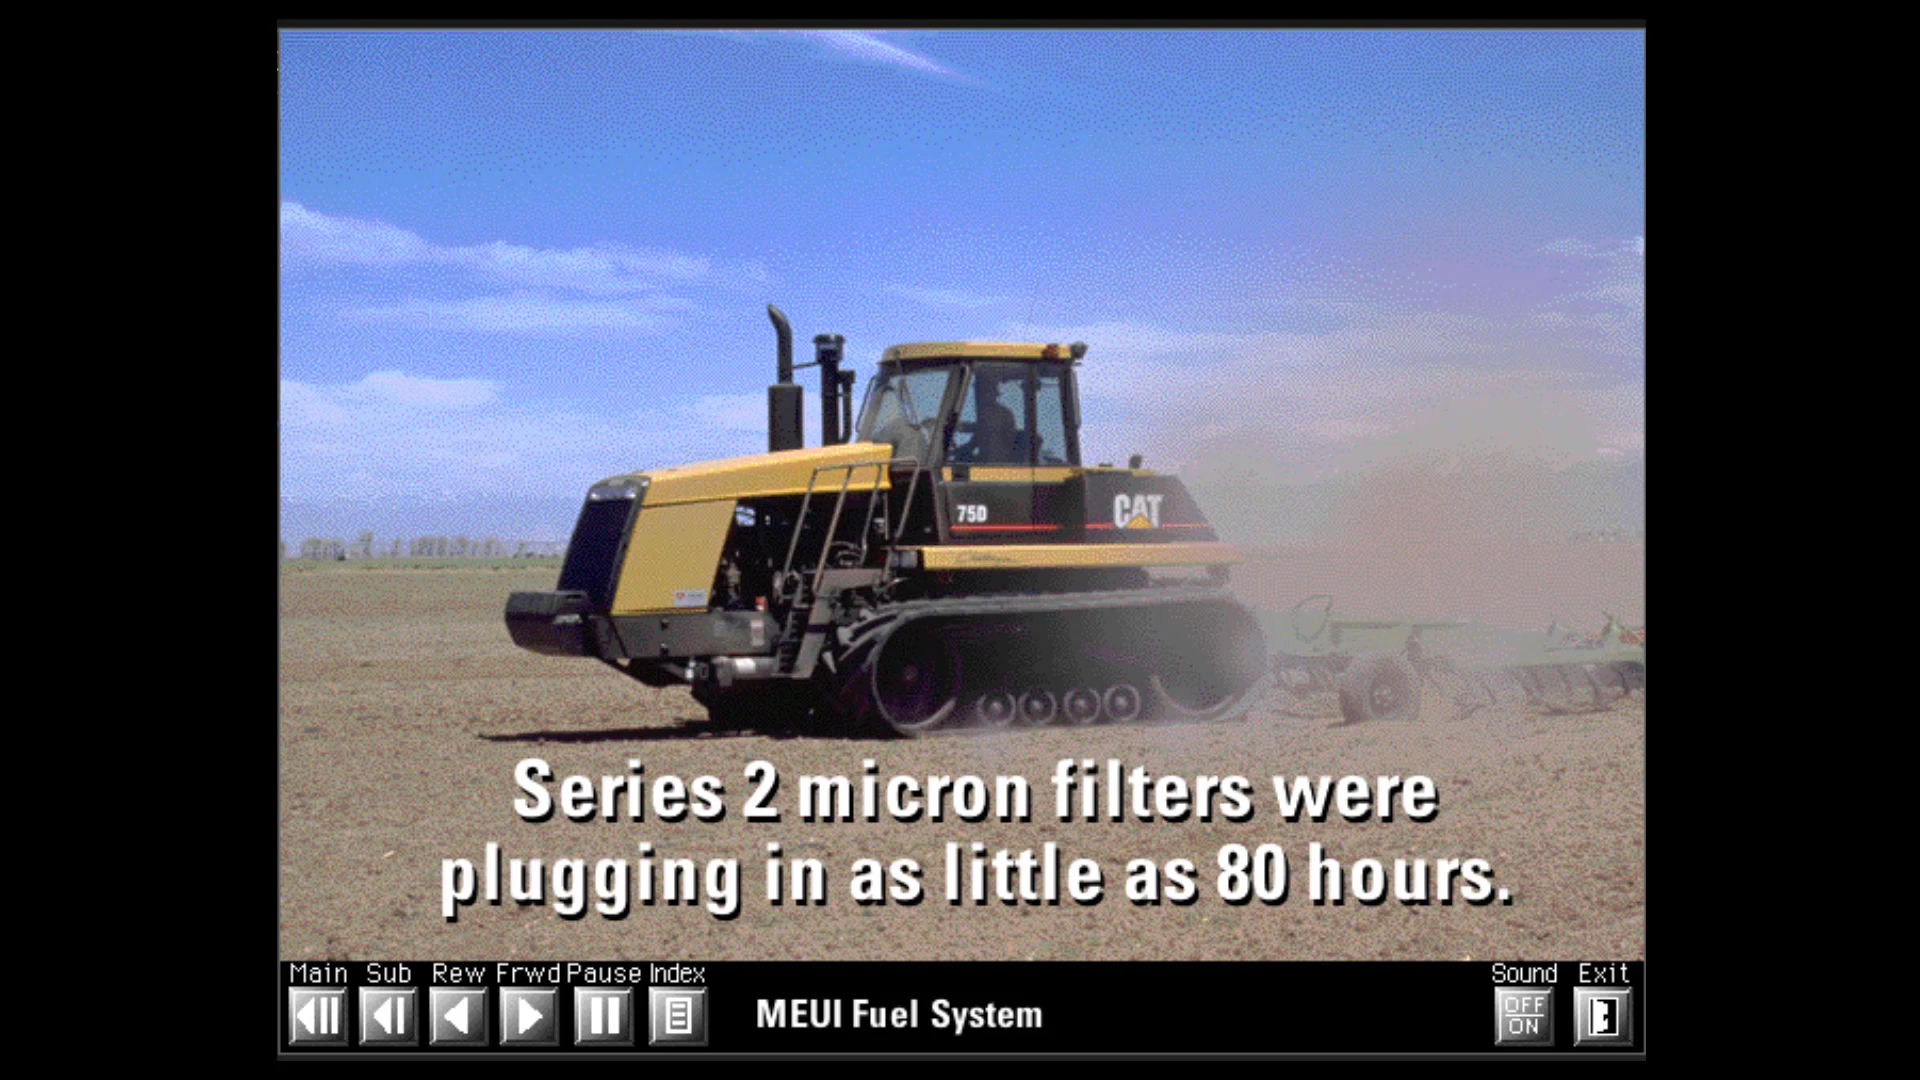 75D
CAT
Series 2 micron filters were
plugging in as little as 80 hours.
Main Sub Rew Frwd Pause Index
MEUI Fuel System
Sound Exit
OFF
ON